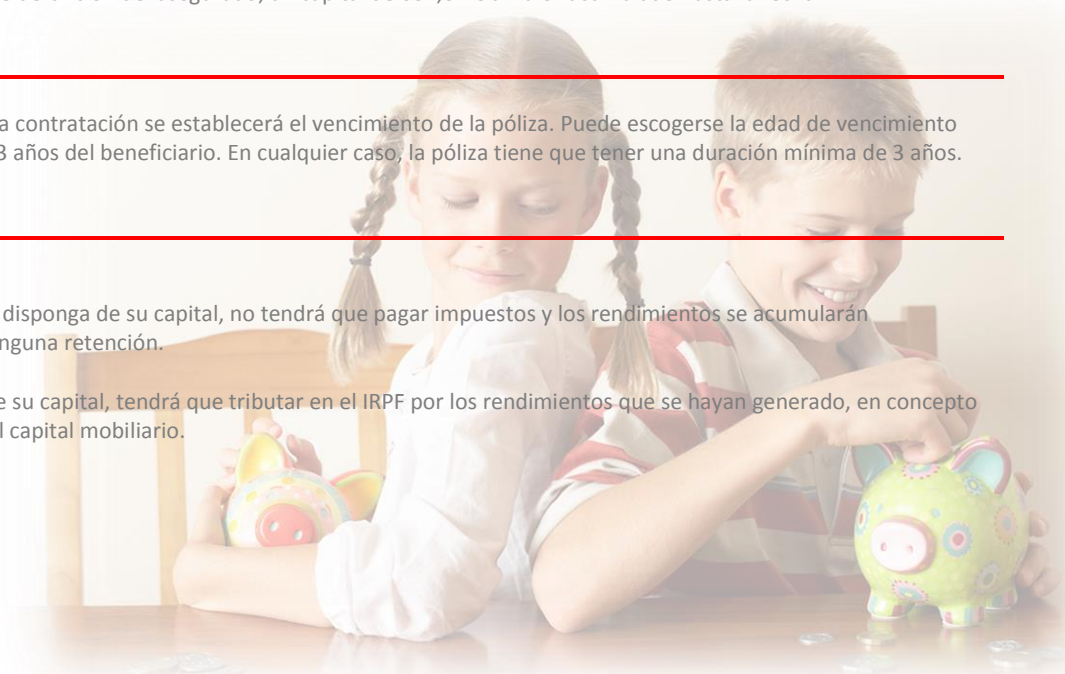 a contratación se establecerá el vencimiento de la póliza. Puede escogerse la edad de vencimiento
3 años del beneficiario. En cualquier caso, la póliza tiene que tener una duración mínima de 3 años.
disponga de su capital, no tendrá que pagar impuestos y los rendimientos se acumularán
nguna retención.
e su capital, tendrá que tributar en el IRPF por los rendimientos que se hayan generado, en concepto
l capital mobiliario.